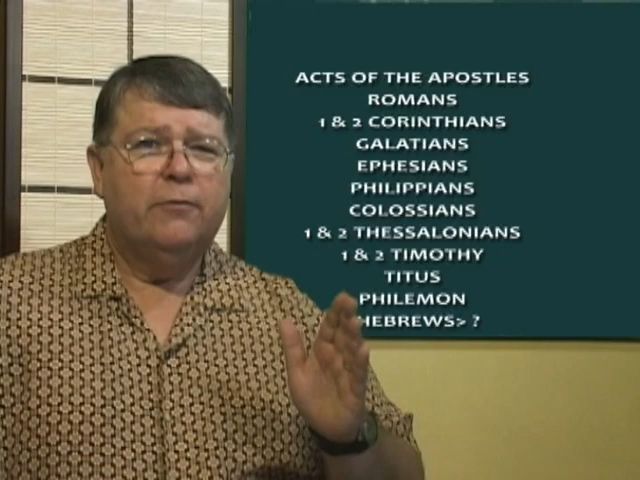 ACTS OF THE APOSTLES
ROMANS
1 & 2 CORINTHIANS
GALATIANS
EPHESIANS
PHILIPPIANS
COLOSSIANS
1 & 2 THESSALONIANS
1 & 2 TIMOTHY
TITUS
PHILEMON
HEBREWS> ?